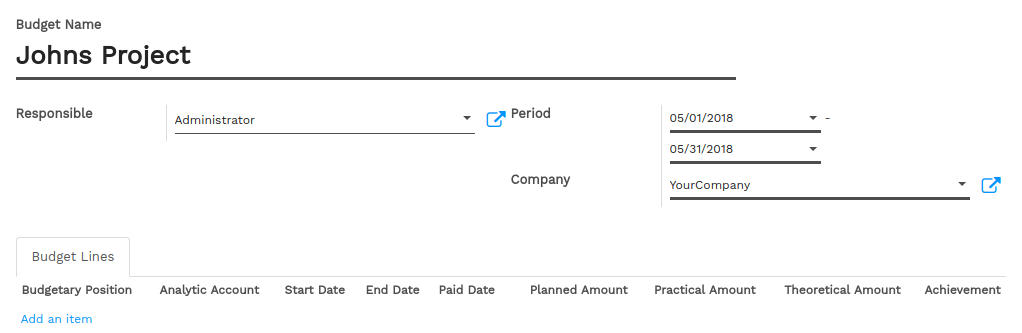 Budget Name
Johns Project
Responsible
Administrator
Period
05/01/2018 -
05/31/2018
Company
YourCompany
Budget Lines
Budgetary Position Analytic Account Start Date End Date Paid Date Planned Amount Practical Amount Theoretical Amount Achievement
Add an item